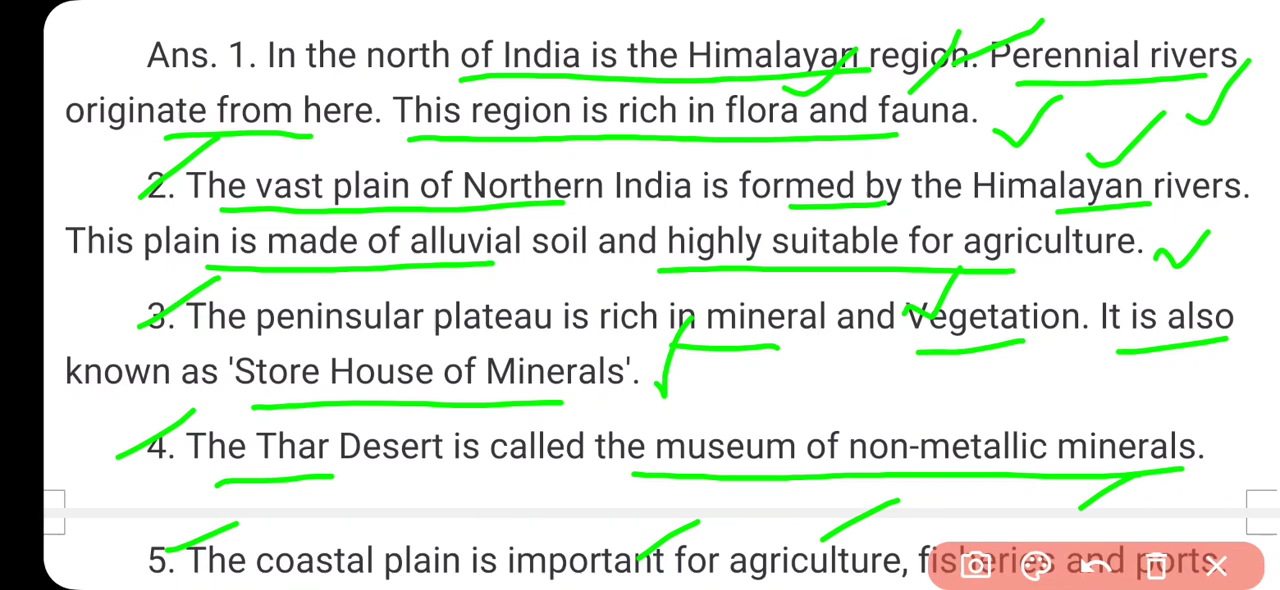 Ans. 1. In the north of India is the Himalayan region. Perennial rivers
originate from here. This region is rich in flora and fauna.
2. The vast plain of Northern India is formed by the Himalayan rivers.
This plain is made of alluvial soil and highly suitable for agriculture.
3. The peninsular plateau is rich in mineral and Vegetation. It is also
known as 'Store House of Minerals'.
4. The Thar Desert is called the museum of non-metallic minerals.
5. The coastal plain is important for agriculture, fisheries and ports.